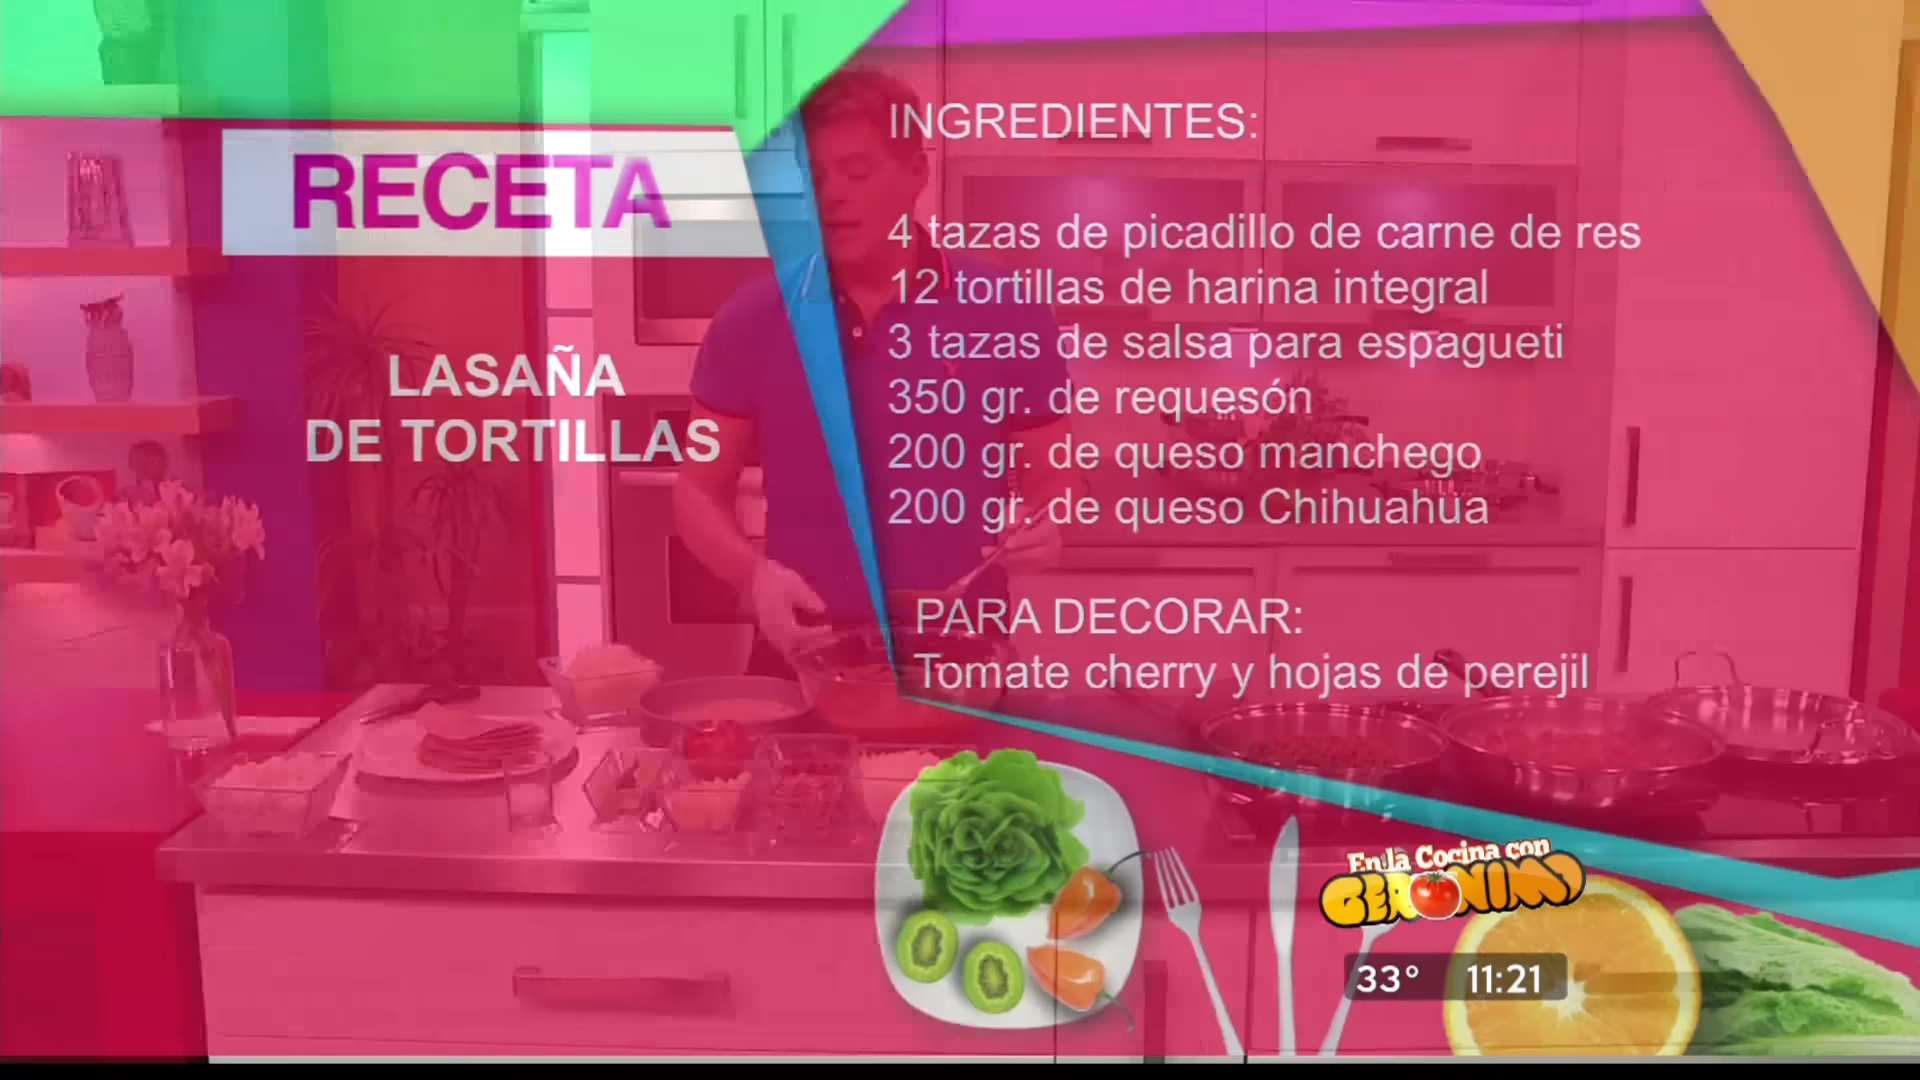 RECETA
LASAÑA
DE TORTILLAS
INGREDIENTES:
4 tazas de picadillo de carne de res
12 tortillas de harina integral
3 tazas de salsa para espagueti
350 gr. de requesón
200 gr. de queso manchego
200 gr. de queso Chihuahua
PARA DECORAR:
Tomate cherry y hojas de perejil
En la Cocina con
GERONIMO
33° 11:21